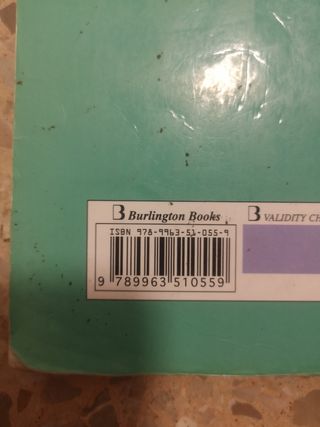 B Burlington Books
B VALIDITY CH
ISBN 978-9963-51-055-9
9 789963 510559